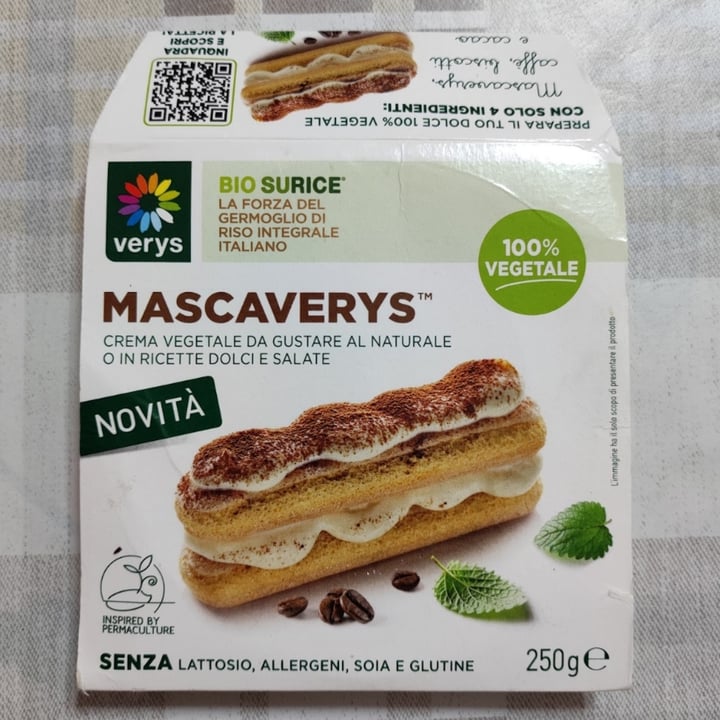 INQUADRA
E SCOPRI
LA RICETTA!
PREPARA IL TUO DOLCE 100% VEGETALE
CON SOLO 4 INGREDIENTI:
Mascaverys,
caffè, biscotti
e cacao
verys
BIO SURICE®
LA FORZA DEL
GERMOGLIO DI
RISO INTEGRALE
ITALIANO
100%
VEGETALE
MASCAVERYS™
CREMA VEGETALE DA GUSTARE AL NATURALE
O IN RICETTE DOLCI E SALATE
NOVITÀ
L'immagine ha il solo scopo di presentare il prodotto
INSPIRED BY
PERMACULTURE
SENZA LATTOSIO, ALLERGENI, SOIA E GLUTINE
250g℮